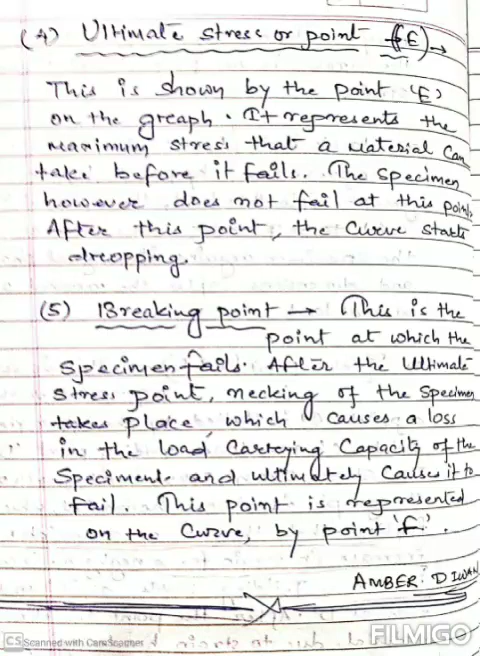 (4) Ultimate stress or point (E) →
This is shown by the point 'E'
on the greaph. It represents the
maximum stress that a material can
take before it fails. The specimen
however does not fail at this point.
After this point, the curve starts
dreopping.
(5) Breaking point → This is the
point at which the
specimen fails. After the Ultimate
stress point, necking of the specimen
takes place, which causes a loss
in the load carreying capacity of the
specimen and ultimately causes it to
fail. This point is represented
on the curve, by point 'f'.
AMBER DIWAN
CS Scanned with CamScanner
FILMIGO